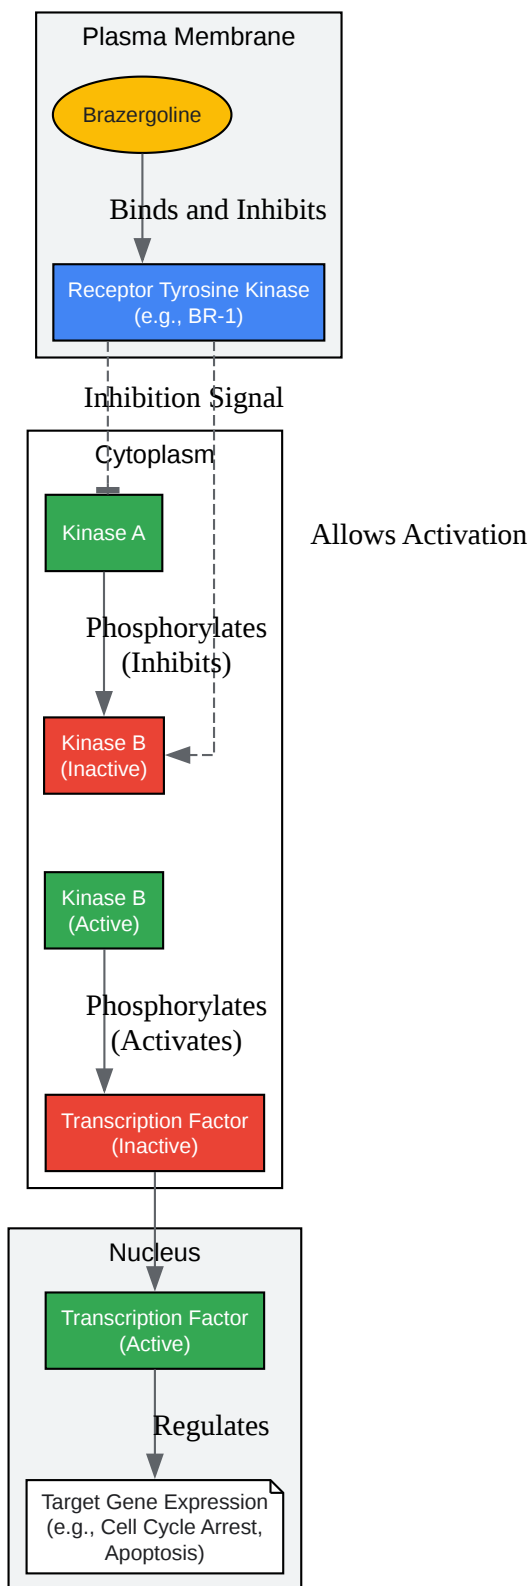 Plasma Membrane
Brazergoline
Binds and Inhibits
Receptor Tyrosine Kinase
(e.g., BR-1)
Inhibition Signal
Cytoplasm
Kinase A
Allows Activation
Phosphorylates
(Inhibits)
Kinase B
(Inactive)
Kinase B
(Active)
Phosphorylates
(Activates)
Transcription Factor
(Inactive)
Nucleus
Transcription Factor
(Active)
Regulates
Target Gene Expression
(e.g., Cell Cycle Arrest,
Apoptosis)